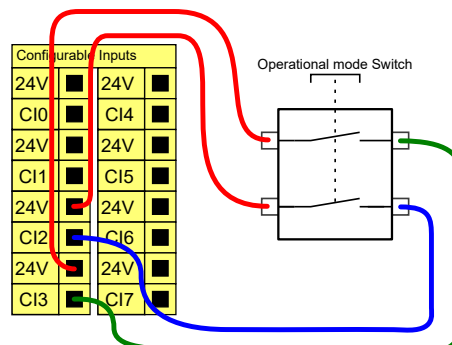 Configurable Inputs
24V 24V
CI0 CI4
24V 24V
CI1 CI5
24V 24V
CI2 CI6
24V 24V
CI3 CI7
Operational mode Switch